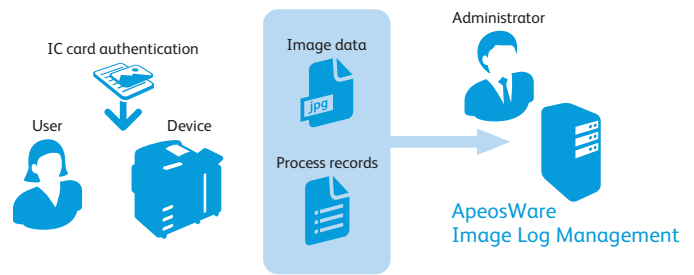 IC card authentication
User
Device
Image data
jpg
Process records
Administrator
ApeosWare
Image Log Management